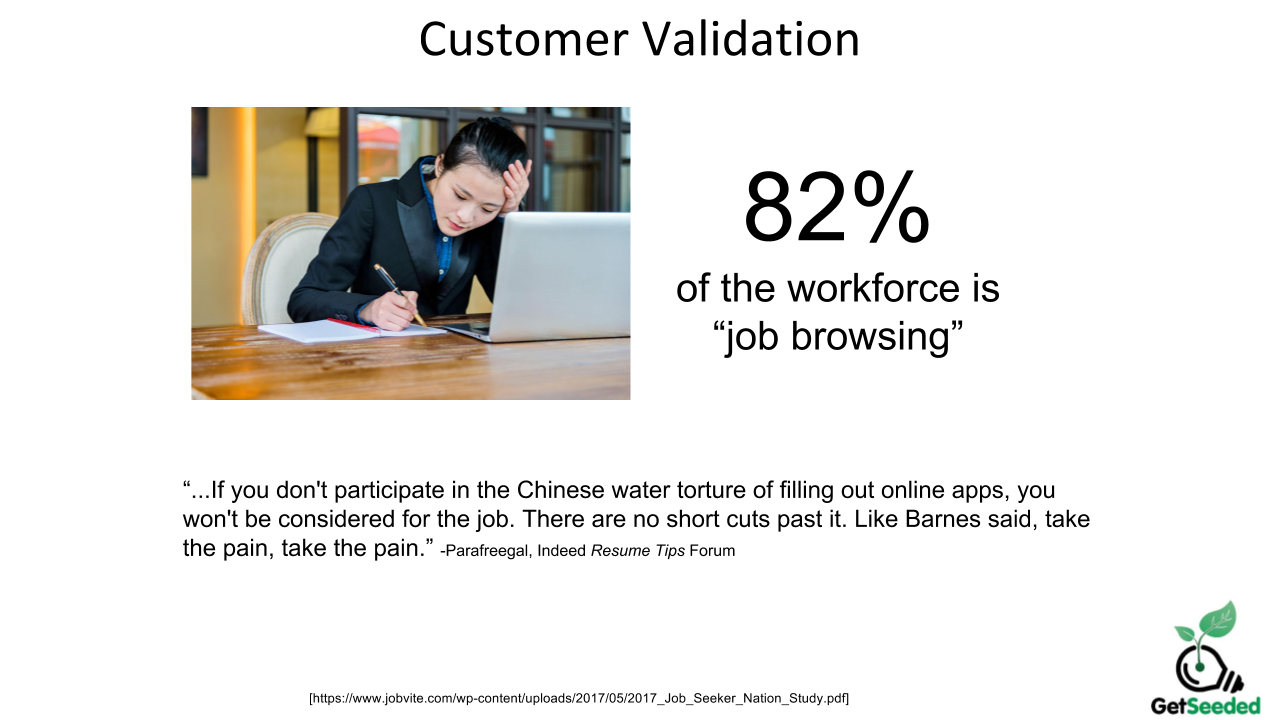 Customer Validation
82%
of the workforce is
“job browsing”
“...If you don't participate in the Chinese water torture of filling out online apps, you
won't be considered for the job. There are no short cuts past it. Like Barnes said, take
the pain, take the pain.” -Parafreegal, Indeed Resume Tips Forum
[https://www.jobvite.com/wp-content/uploads/2017/05/2017_Job_Seeker_Nation_Study.pdf]
GetSeeded